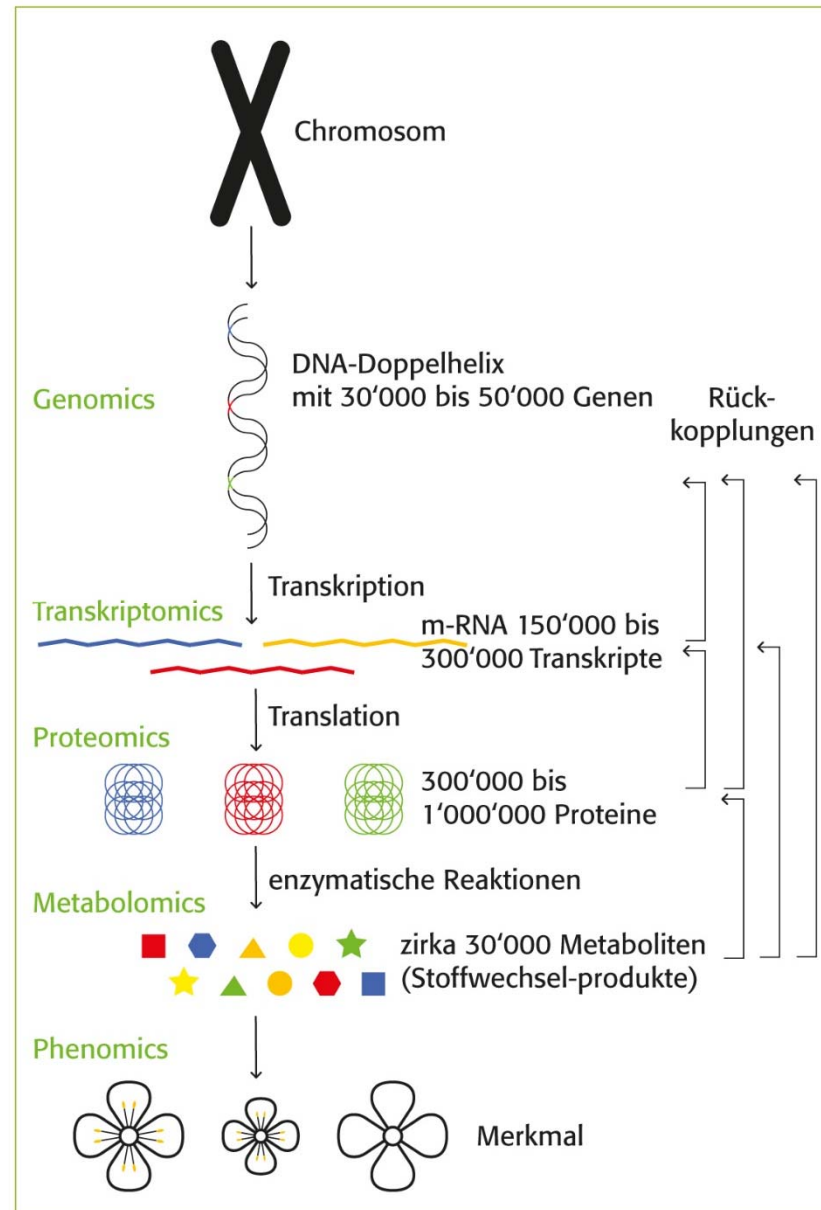 Chromosom
Genomics
DNA-Doppelhelix
mit 30‘000 bis 50‘000 Genen
Rück-
kopplungen
Transkription
Transkriptomics
m-RNA 150‘000 bis
300‘000 Transkripte
Translation
Proteomics
300‘000 bis
1‘000‘000 Proteine
enzymatische Reaktionen
Metabolomics
zirka 30‘000 Metaboliten
(Stoffwechsel-produkte)
Phenomics
Merkmal